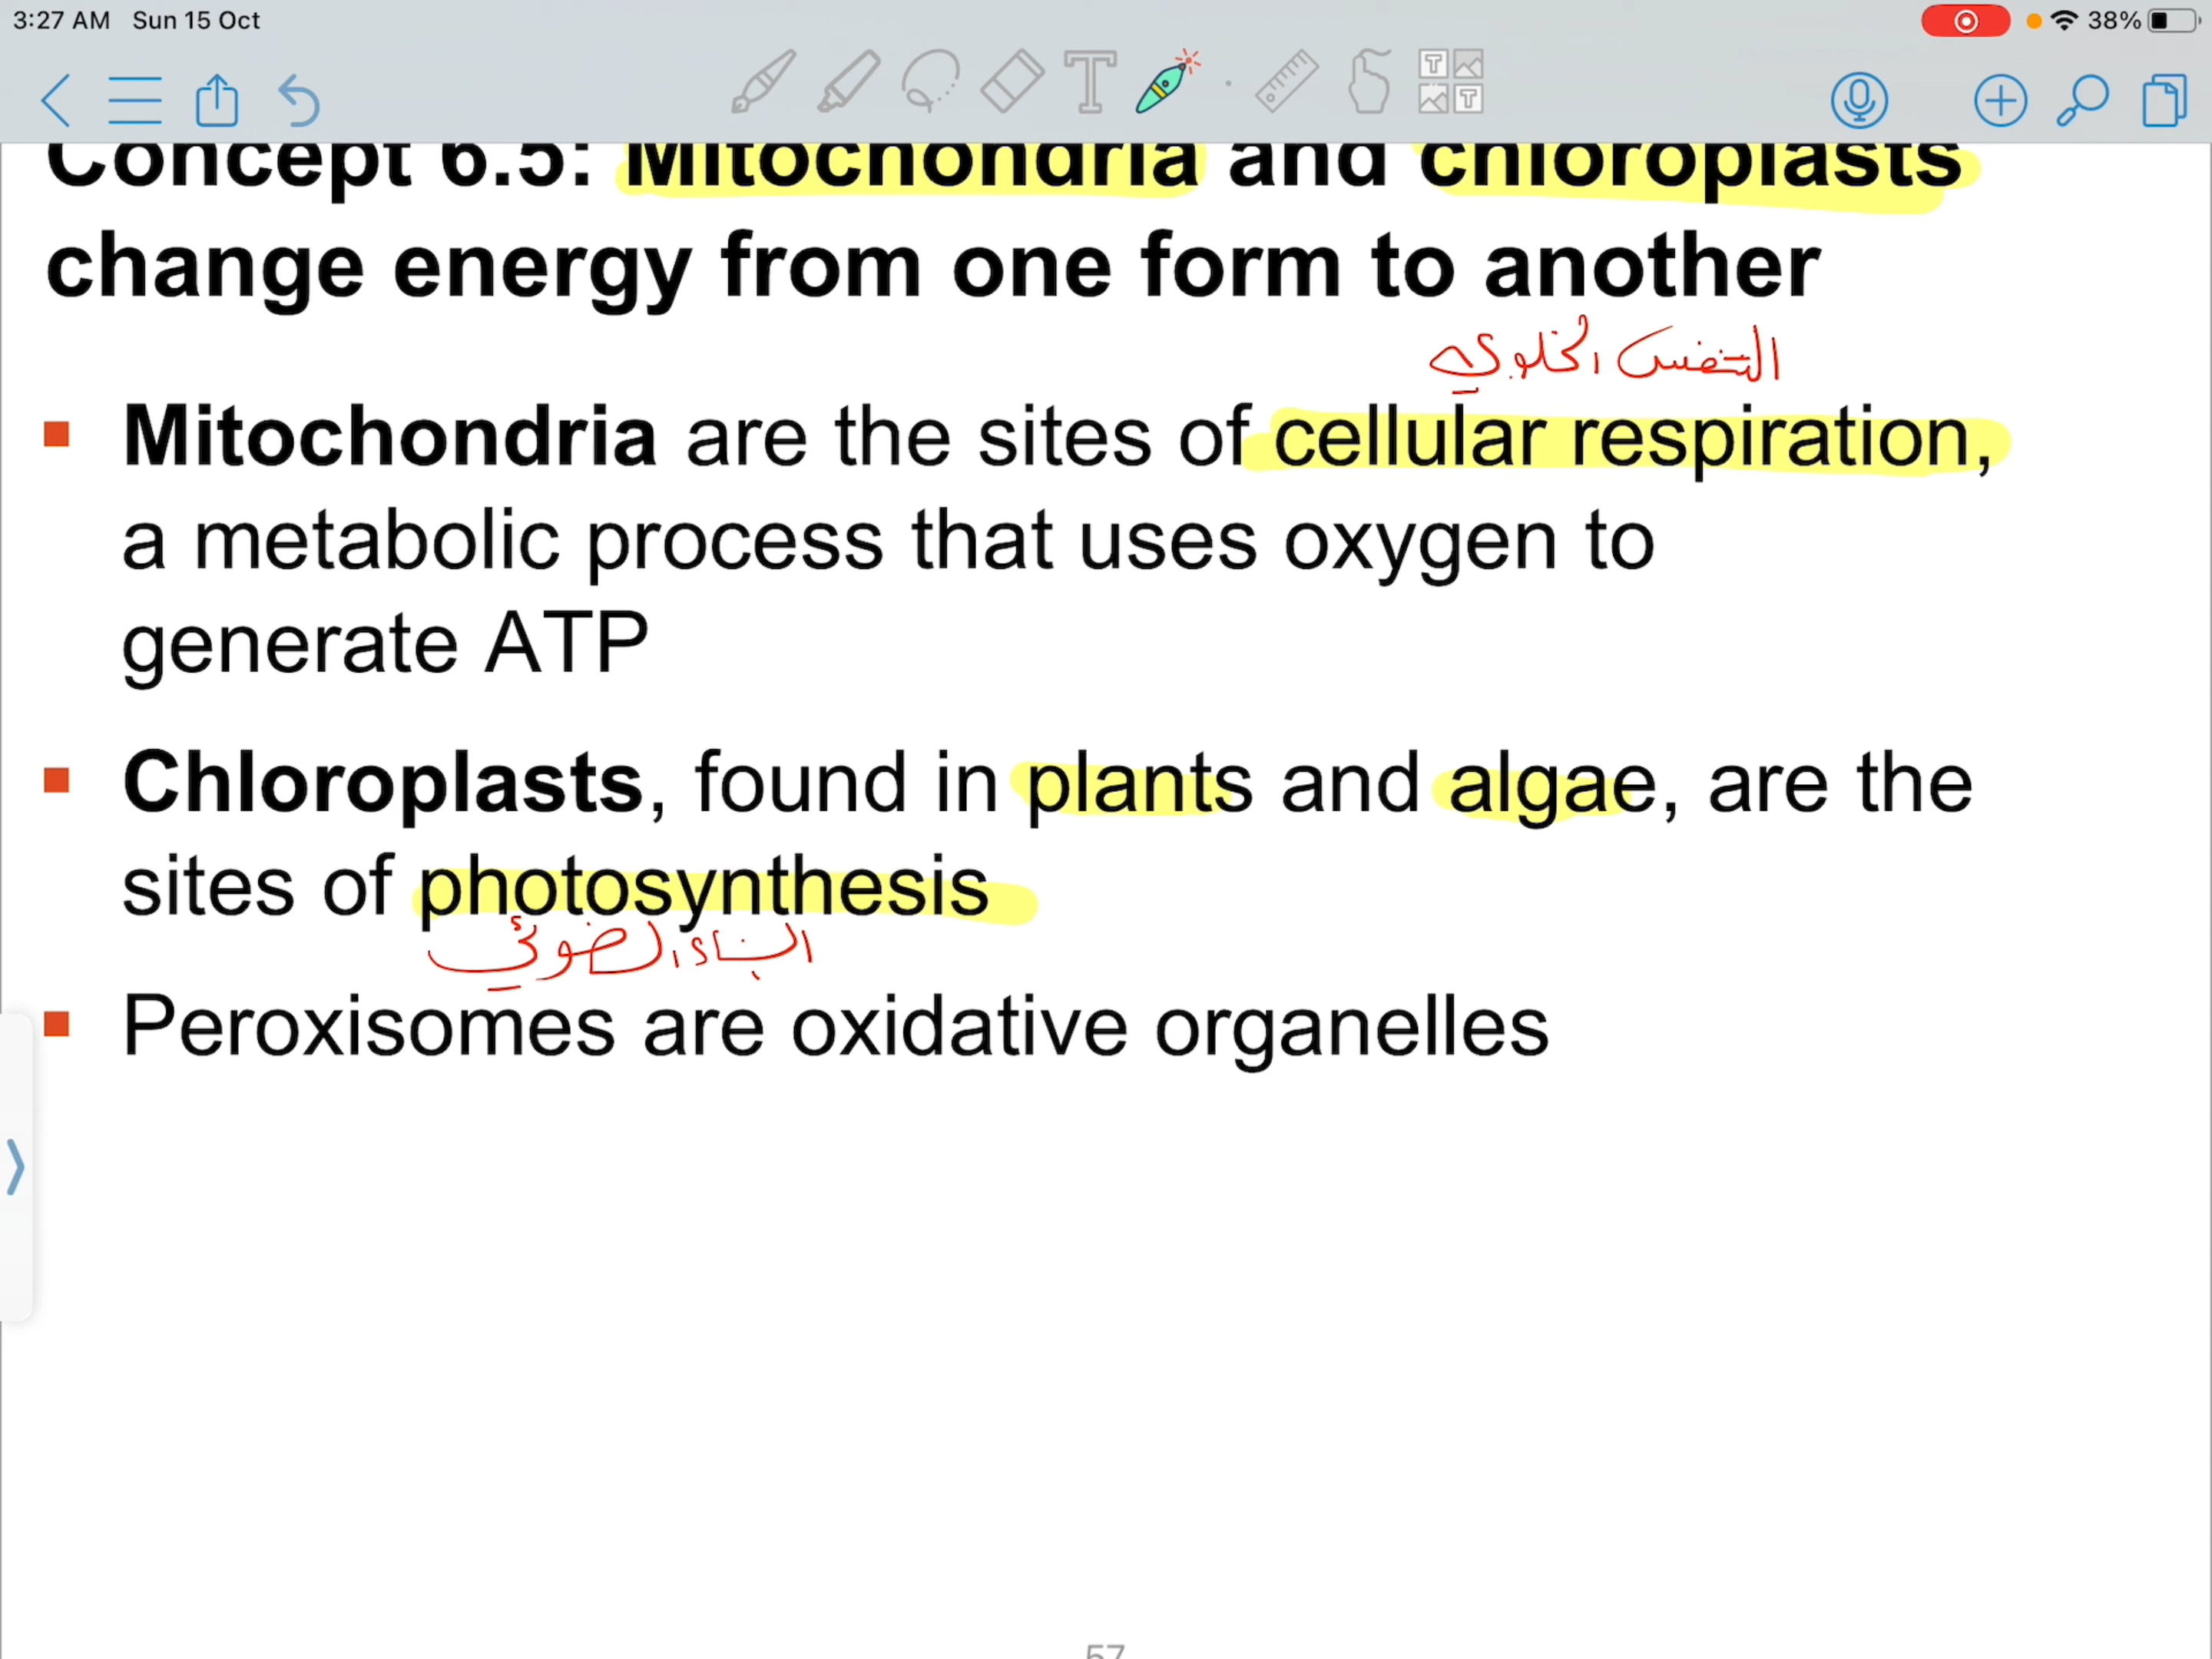 3:27 AM Sun 15 Oct 38%
Concept 6.5: Mitochondria and chloroplasts
change energy from one form to another
التنفس الخلوي
Mitochondria are the sites of cellular respiration,
a metabolic process that uses oxygen to
generate ATP
Chloroplasts, found in plants and algae, are the
sites of photosynthesis
البناء الضوئي
Peroxisomes are oxidative organelles
57